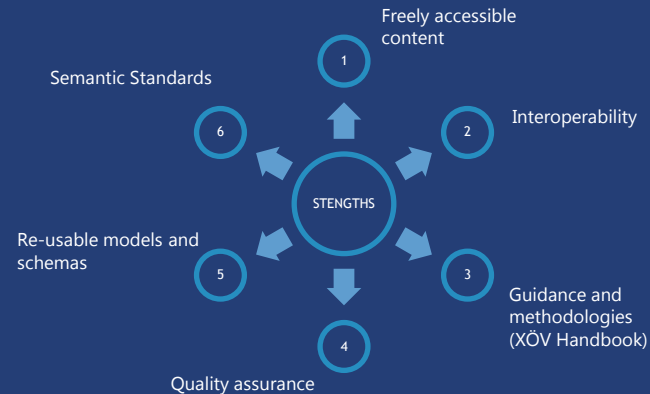 Freely accessible
content
1
Semantic Standards
6
2
Interoperability
STENGTHS
Re-usable models and
schemas
5
3
Guidance and
methodologies
(XÖV Handbook)
4
Quality assurance